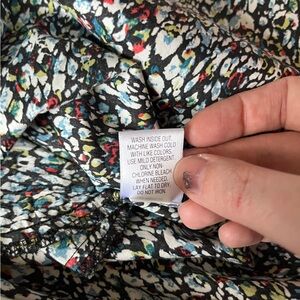 WASH INSIDE OUT,
MACHINE WASH COLD
WITH LIKE COLORS.
USE MILD DETERGENT
ONLY NON-
CHLORINE BLEACH
WHEN NEEDED.
LAY FLAT TO DRY,
DO NOT IRON.